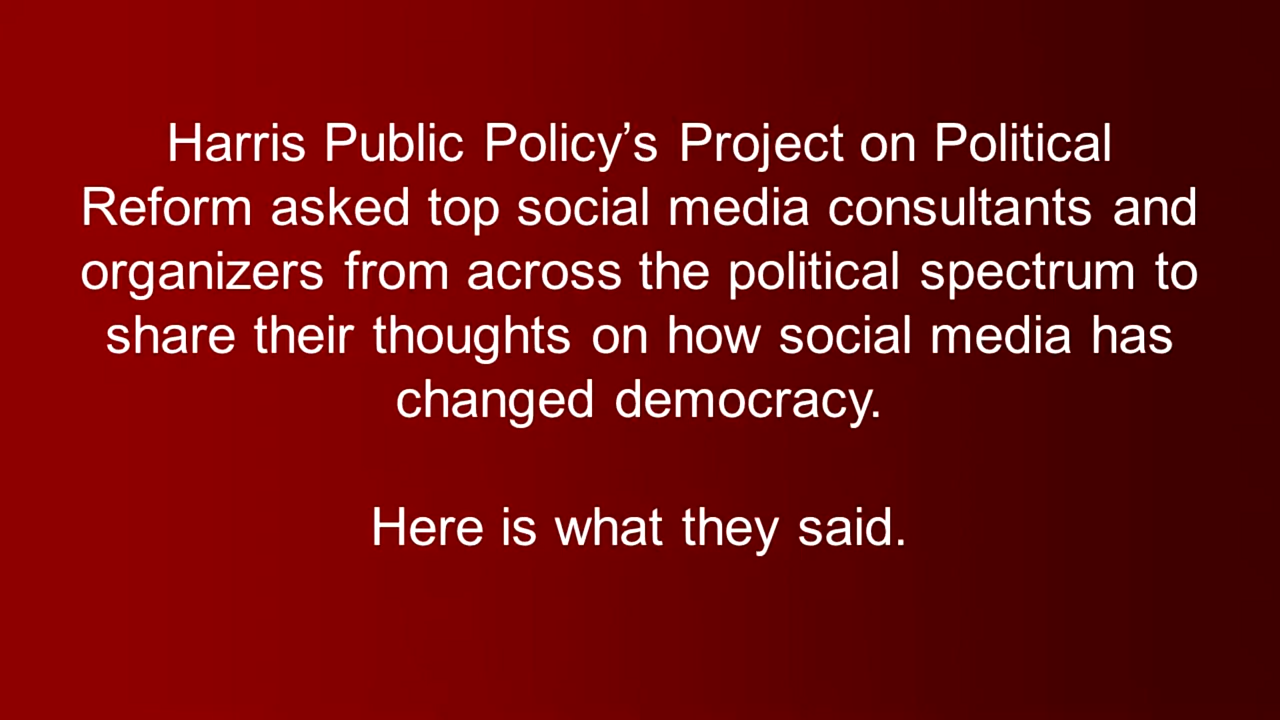 Harris Public Policy’s Project on Political
Reform asked top social media consultants and
organizers from across the political spectrum to
share their thoughts on how social media has
changed democracy.
Here is what they said.